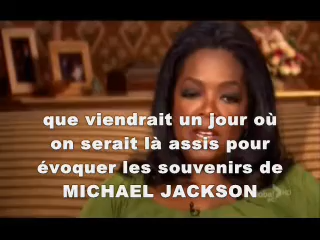 que viendrait un jour où
on serait là assis pour
évoquer les souvenirs de
MICHAEL JACKSON